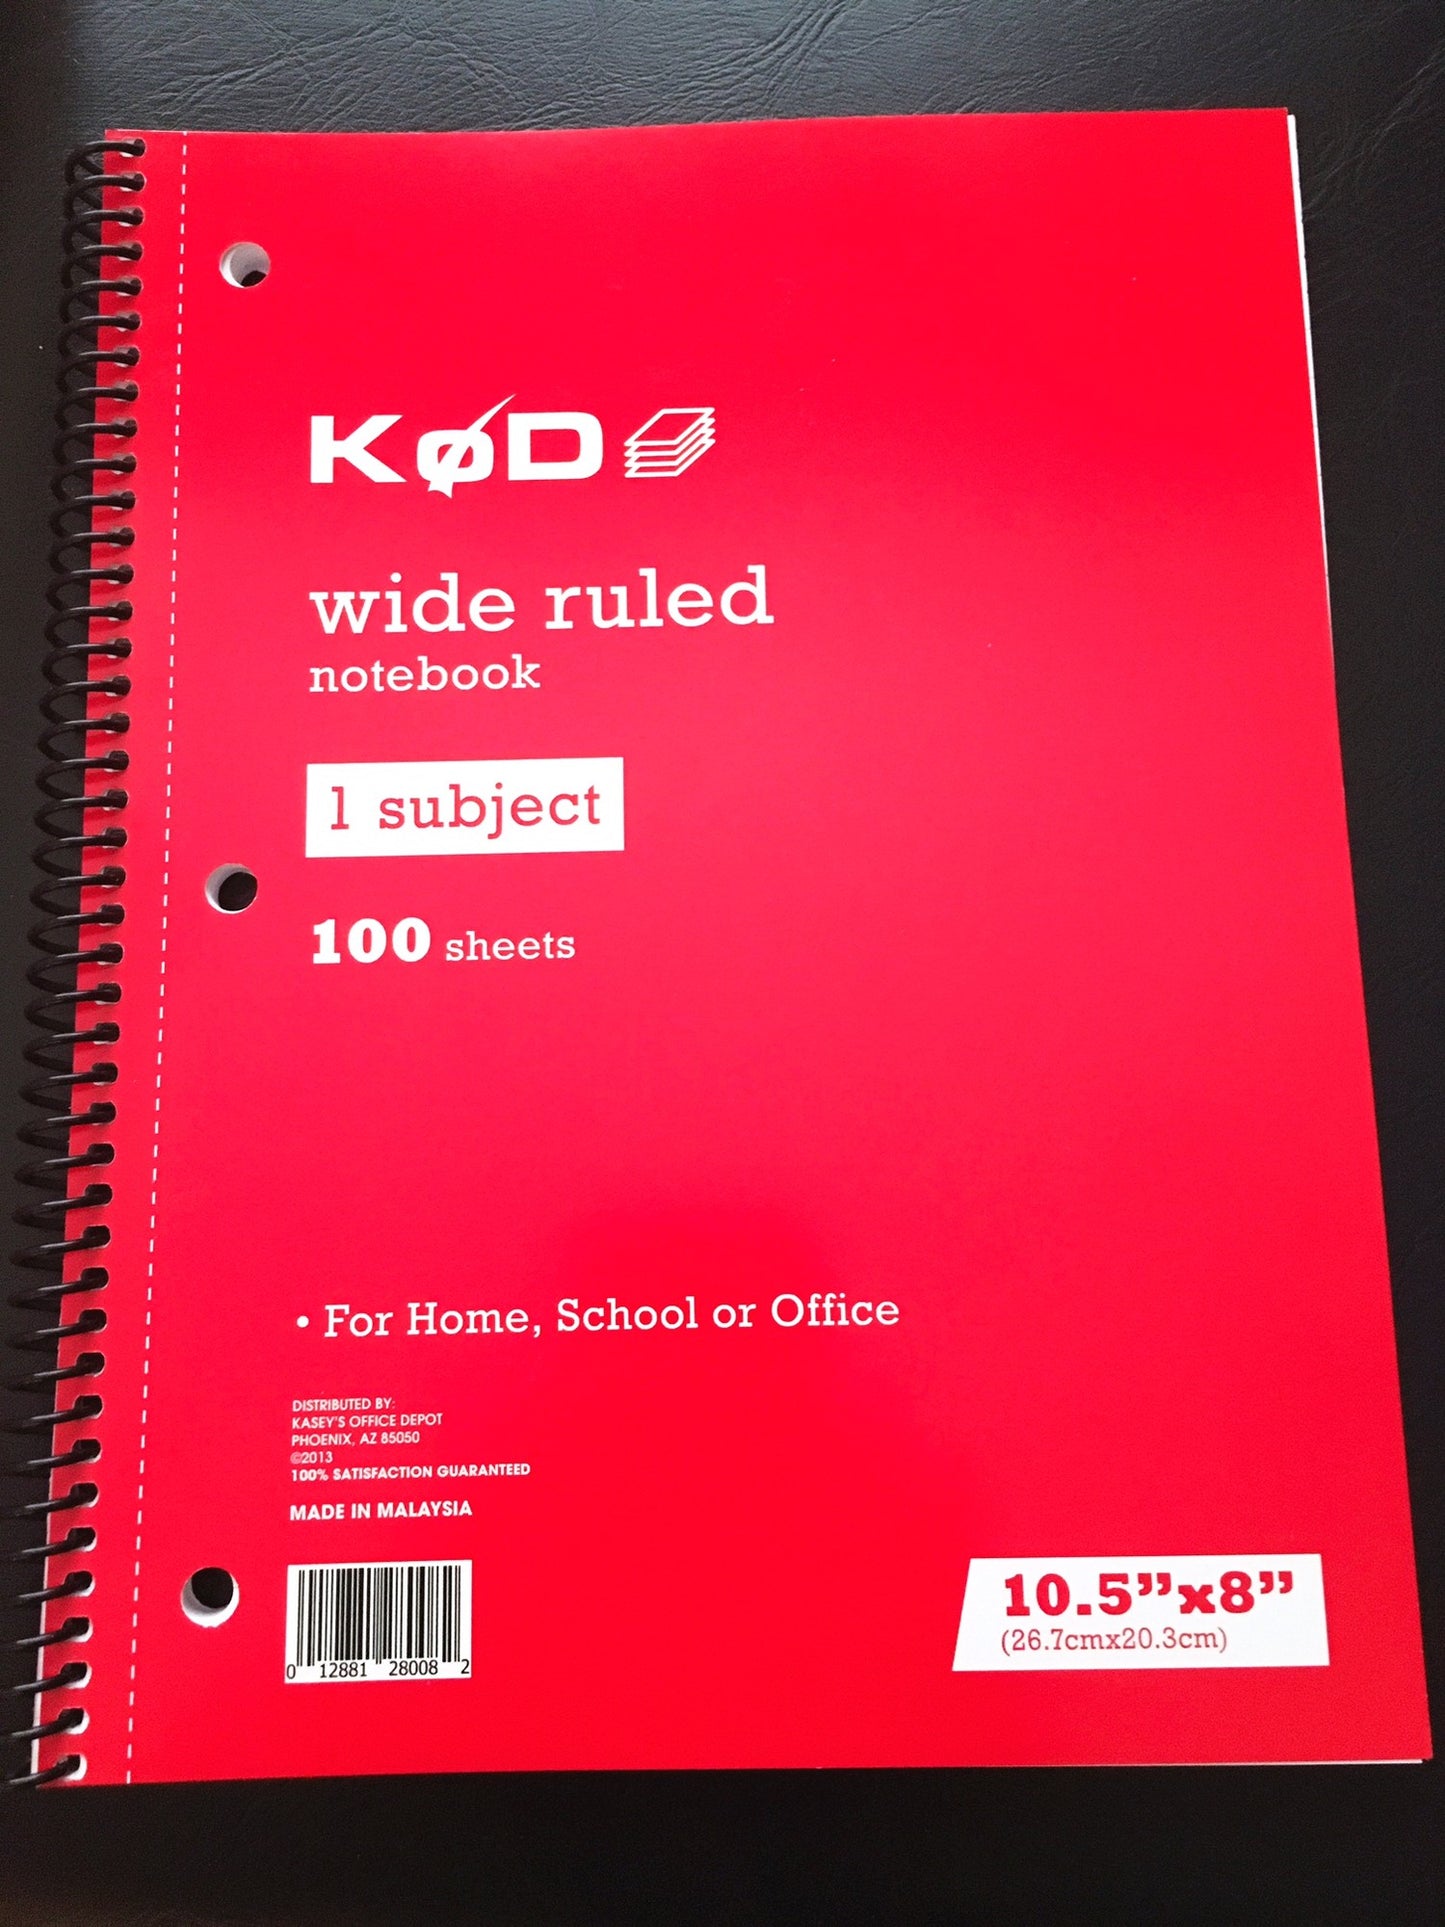 KØD
wide ruled
notebook
1 subject
100 sheets
• For Home, School or Office
DISTRIBUTED BY:
KASEY'S OFFICE DEPOT
PHOENIX, AZ 85050
©2013
100% SATISFACTION GUARANTEED
MADE IN MALAYSIA
0 12881 28008 2
10.5”x8”
(26.7cmx20.3cm)